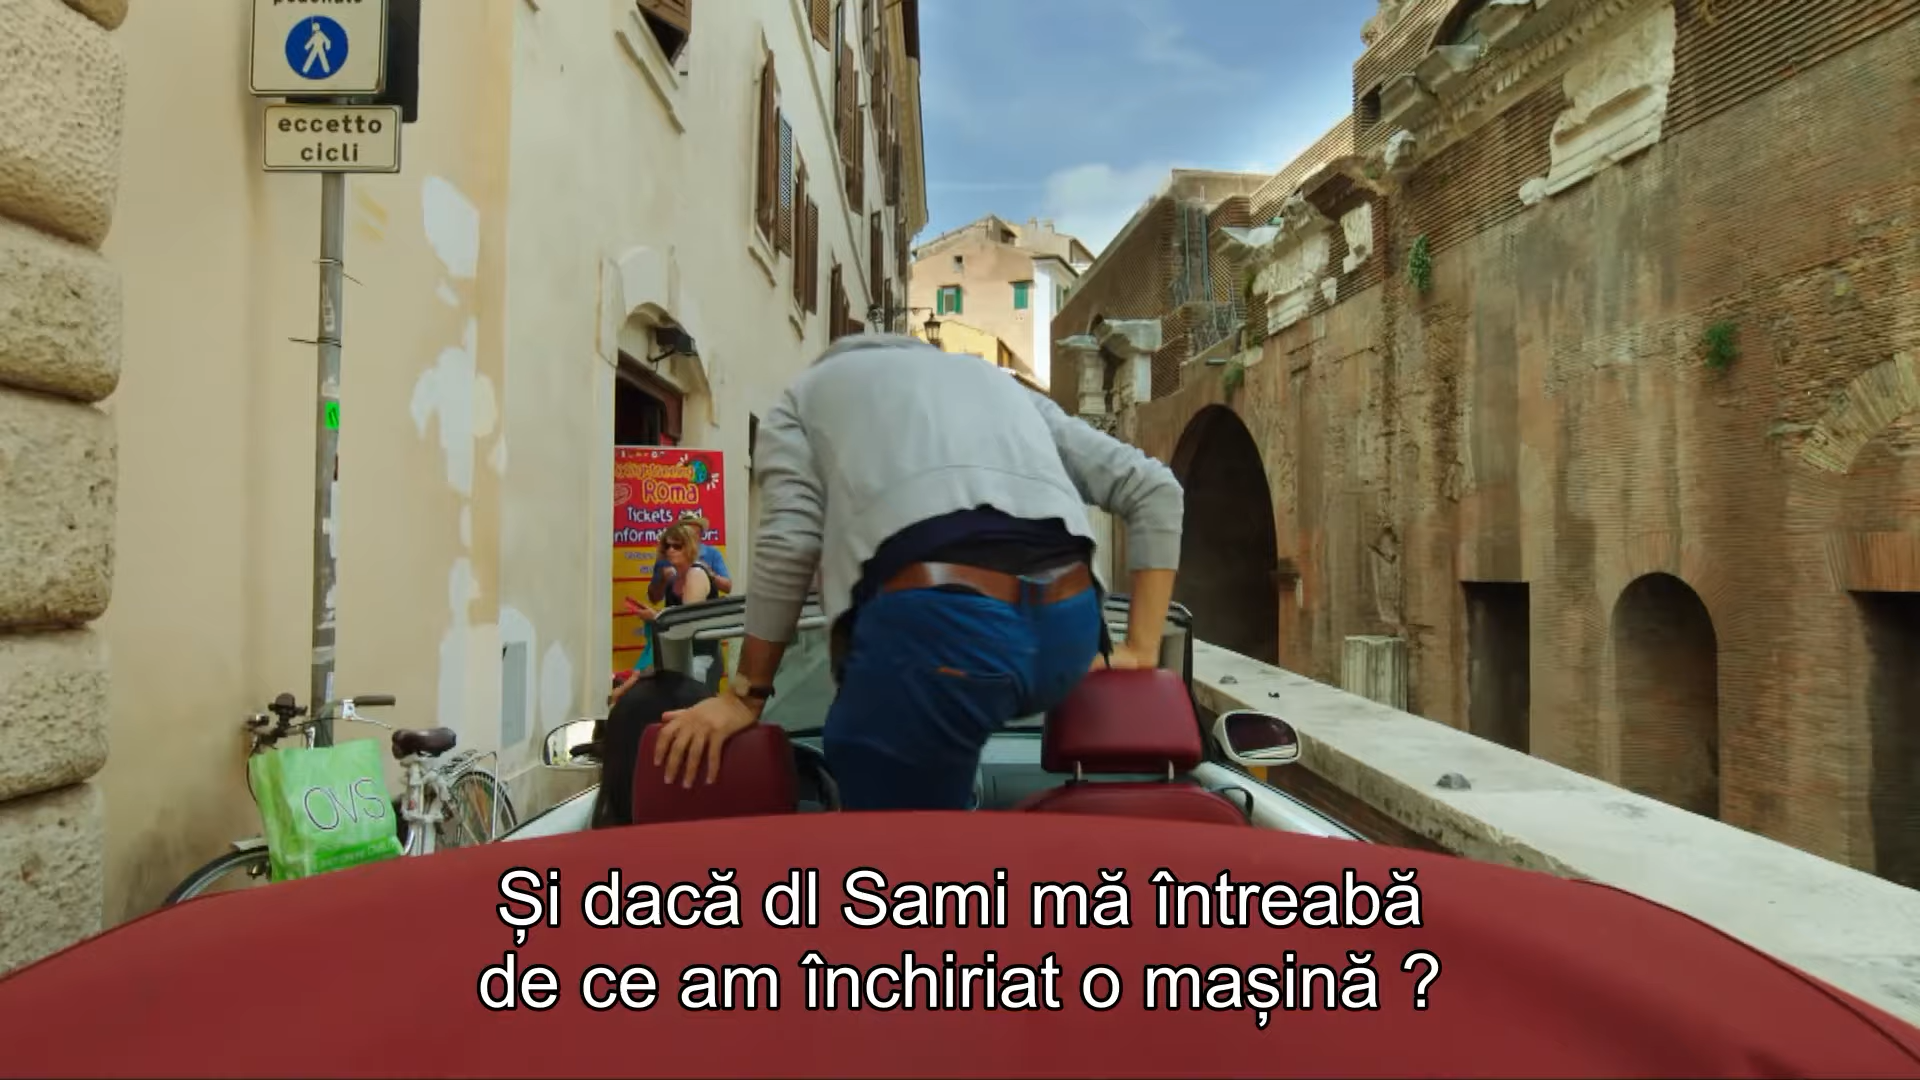 pedonale
eccetto
cicli
Roma
Tickets and
OVS
Și dacă dl Sami mă întreabă
de ce am închiriat o mașină ?